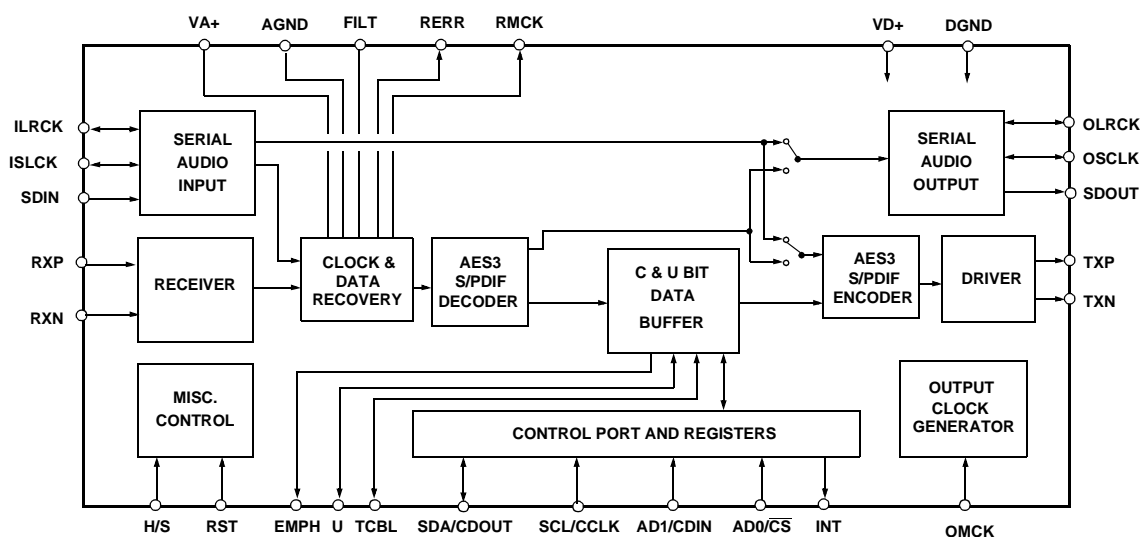 VA+
AGND
FILT
RERR
RMCK
VD+
DGND
ILRCK
ISLCK
SDIN
SERIAL
AUDIO
INPUT
SERIAL
AUDIO
OUTPUT
OLRCK
OSCLK
SDOUT
RXP
RXN
RECEIVER
CLOCK &
DATA
RECOVERY
AES3
S/PDIF
DECODER
C & U BIT
DATA
BUFFER
AES3
S/PDIF
ENCODER
DRIVER
TXP
TXN
MISC.
CONTROL
CONTROL PORT AND REGISTERS
OUTPUT
CLOCK
GENERATOR
H/S
RST
EMPH
U
TCBL
SDA/CDOUT
SCL/CCLK
AD1/CDIN
AD0/C̅S̅
INT
OMCK